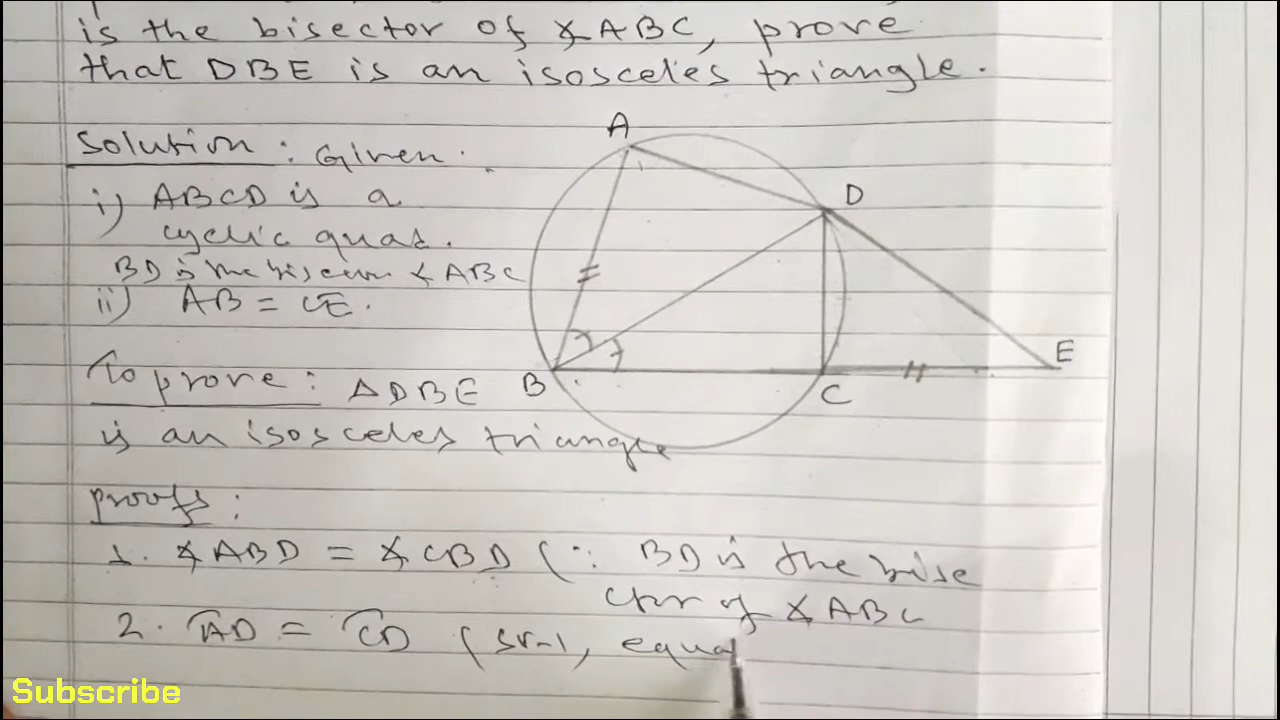 is the bisector of ∡ABC, prove
that DBE is an isosceles triangle.
Solution : Given.
i) ABCD is a
cyclic quad.
BD is the bisector ∡ ABC
ii) AB = CE.
To prove : ΔDBE
is an isosceles triangle
A
D
B
C
E
proofs :
1. ∡ABD = ∡CBD (∵ BD is the bise
ctor of ∡ABC
2. ⌒AD = ⌒CD (sr-1, equa
Subscribe